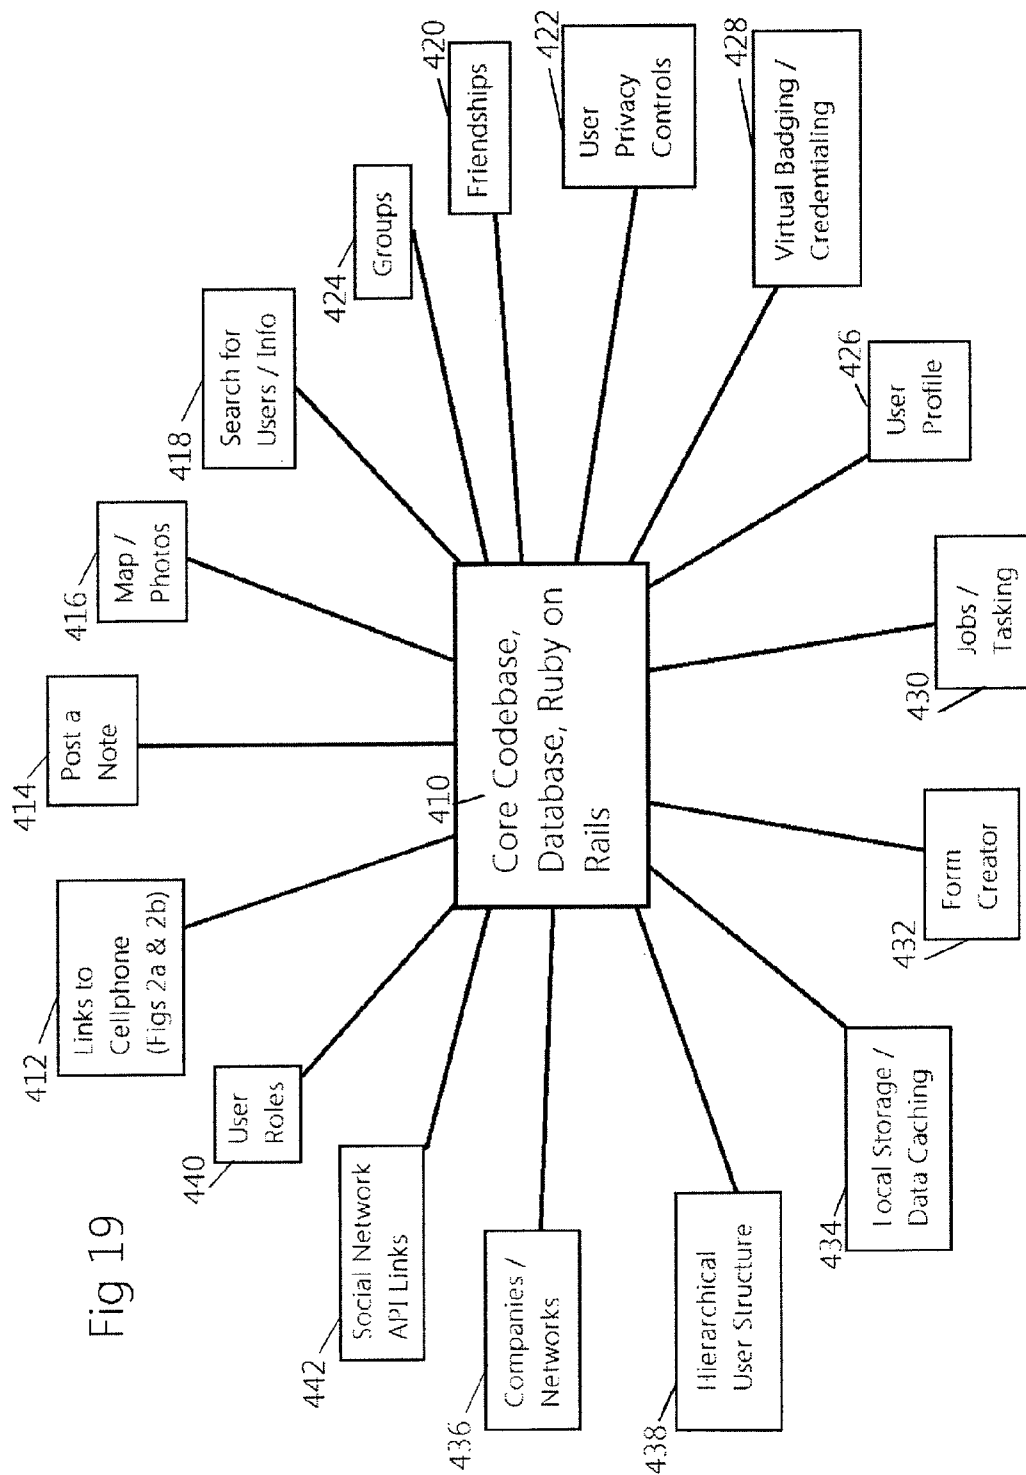 Fig 19
412
Links to
Cellphone
(Figs 2a & 2b)
414
Post a
Note
416
Map /
Photos
418
Search for
Users / Info
424
Groups
420
Friendships
422
User
Privacy
Controls
428
Virtual Badging /
Credentialing
426
User
Profile
430
Jobs /
Tasking
432
Form
Creator
434
Local Storage /
Data Caching
438
Hierarchical
User Structure
436
Companies /
Networks
442
Social Network
API Links
440
User
Roles
410
Core Codebase,
Database, Ruby on
Rails